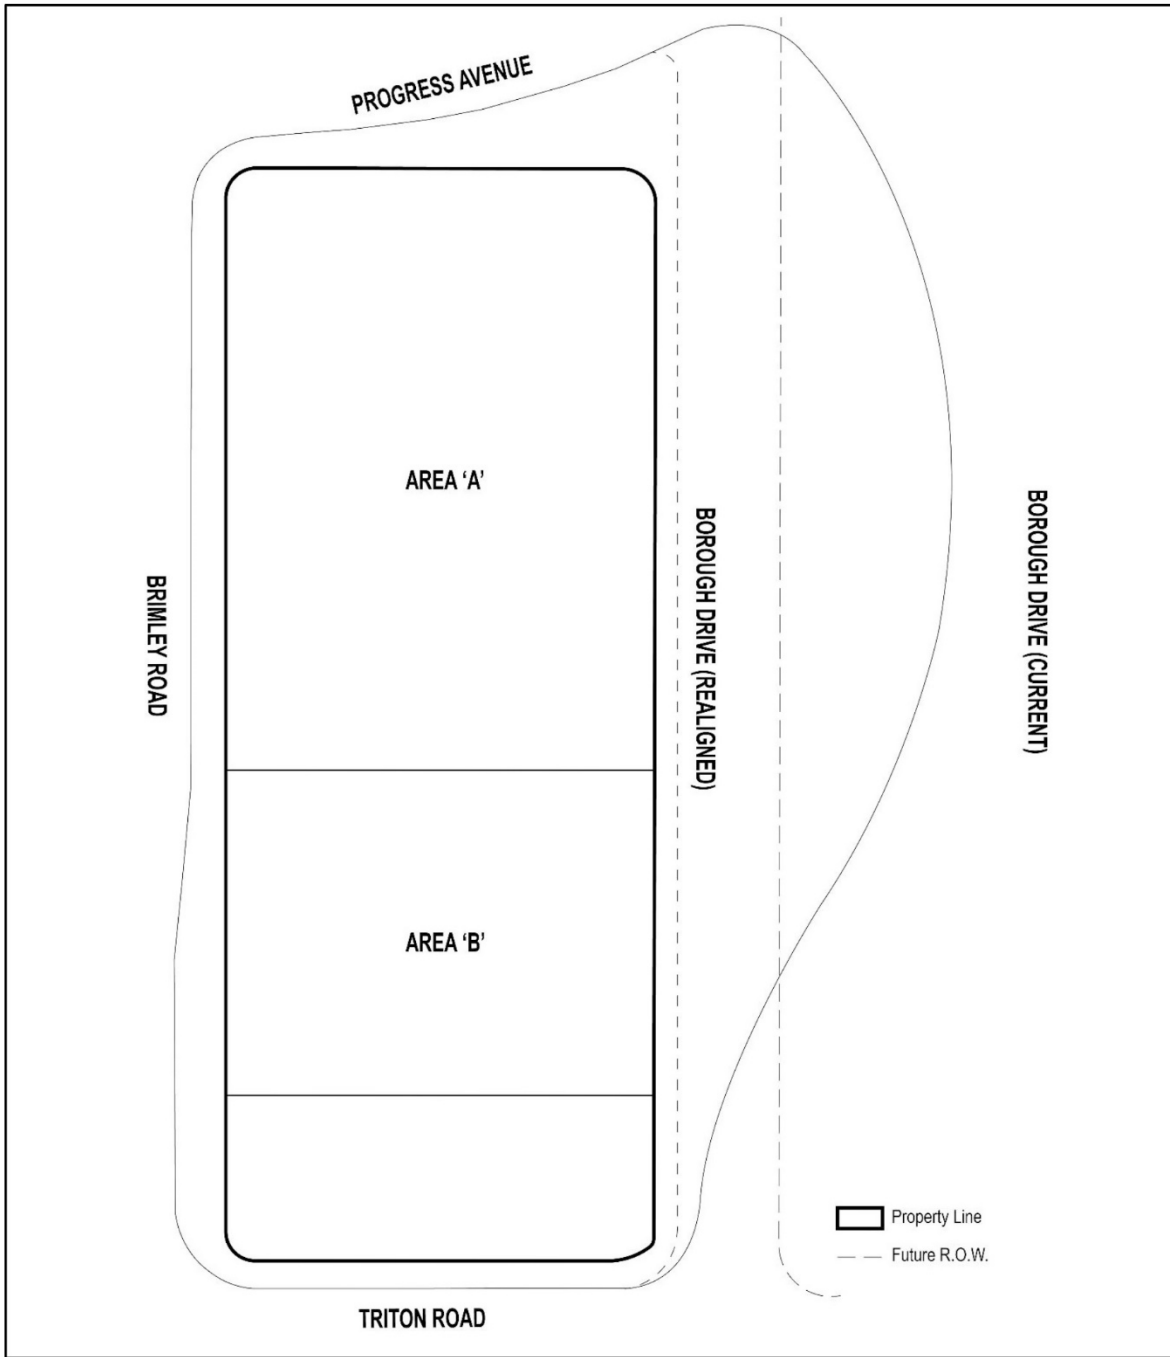 PROGRESS AVENUE
AREA ‘A’
BOROUGH DRIVE (CURRENT)
BOROUGH DRIVE (REALIGNED)
BRIMLEY ROAD
AREA ‘B’
Property Line
Future R.O.W.
TRITON ROAD